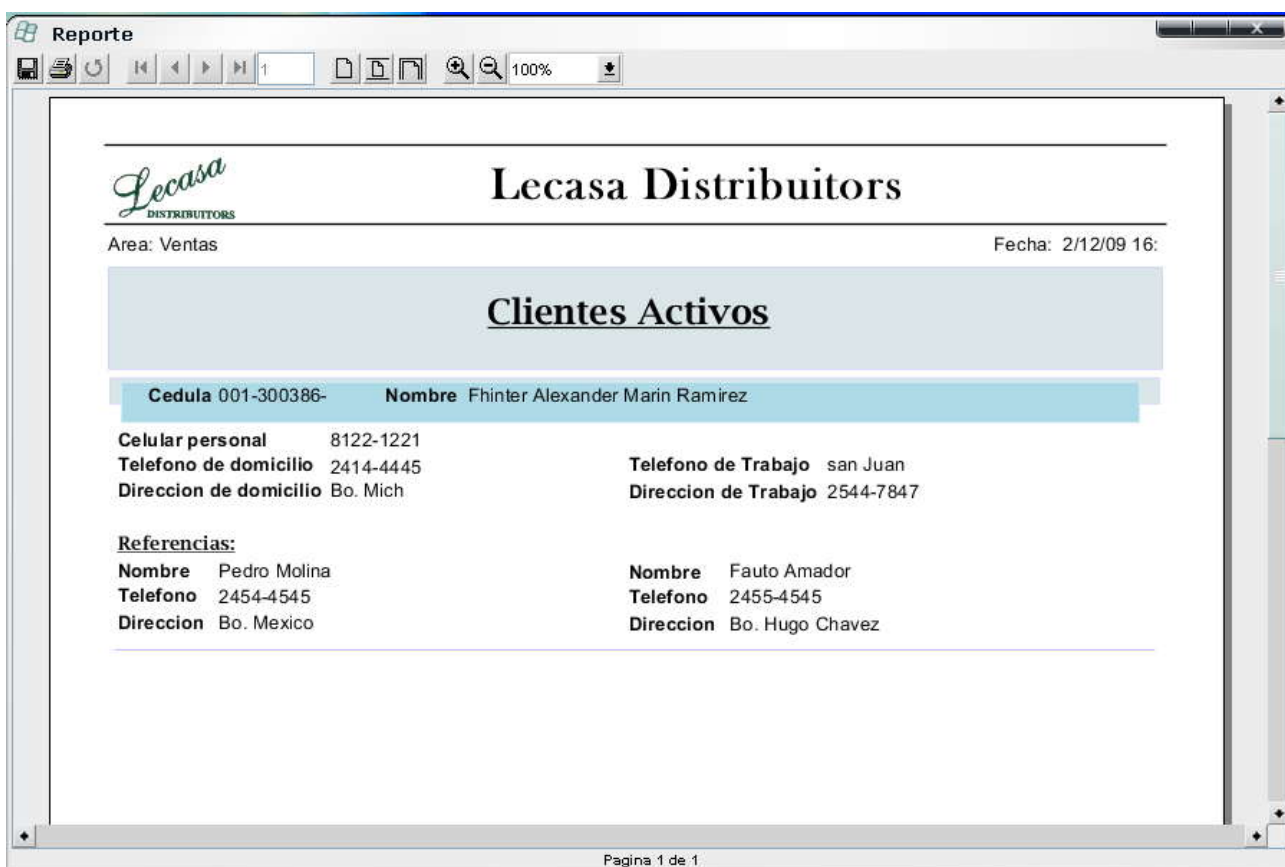 Reporte
1
100%
Lecasa
DISTRIBUITORS
Lecasa Distribuitors
Area: Ventas Fecha: 2/12/09 16:
Clientes Activos
Cedula 001-300386- Nombre Fhinter Alexander Marin Ramirez
Celular personal 8122-1221
Telefono de domicilio 2414-4445 Telefono de Trabajo san Juan
Direccion de domicilio Bo. Mich Direccion de Trabajo 2544-7847
Referencias:
Nombre Pedro Molina Nombre Fauto Amador
Telefono 2454-4545 Telefono 2455-4545
Direccion Bo. Mexico Direccion Bo. Hugo Chavez
Pagina 1 de 1